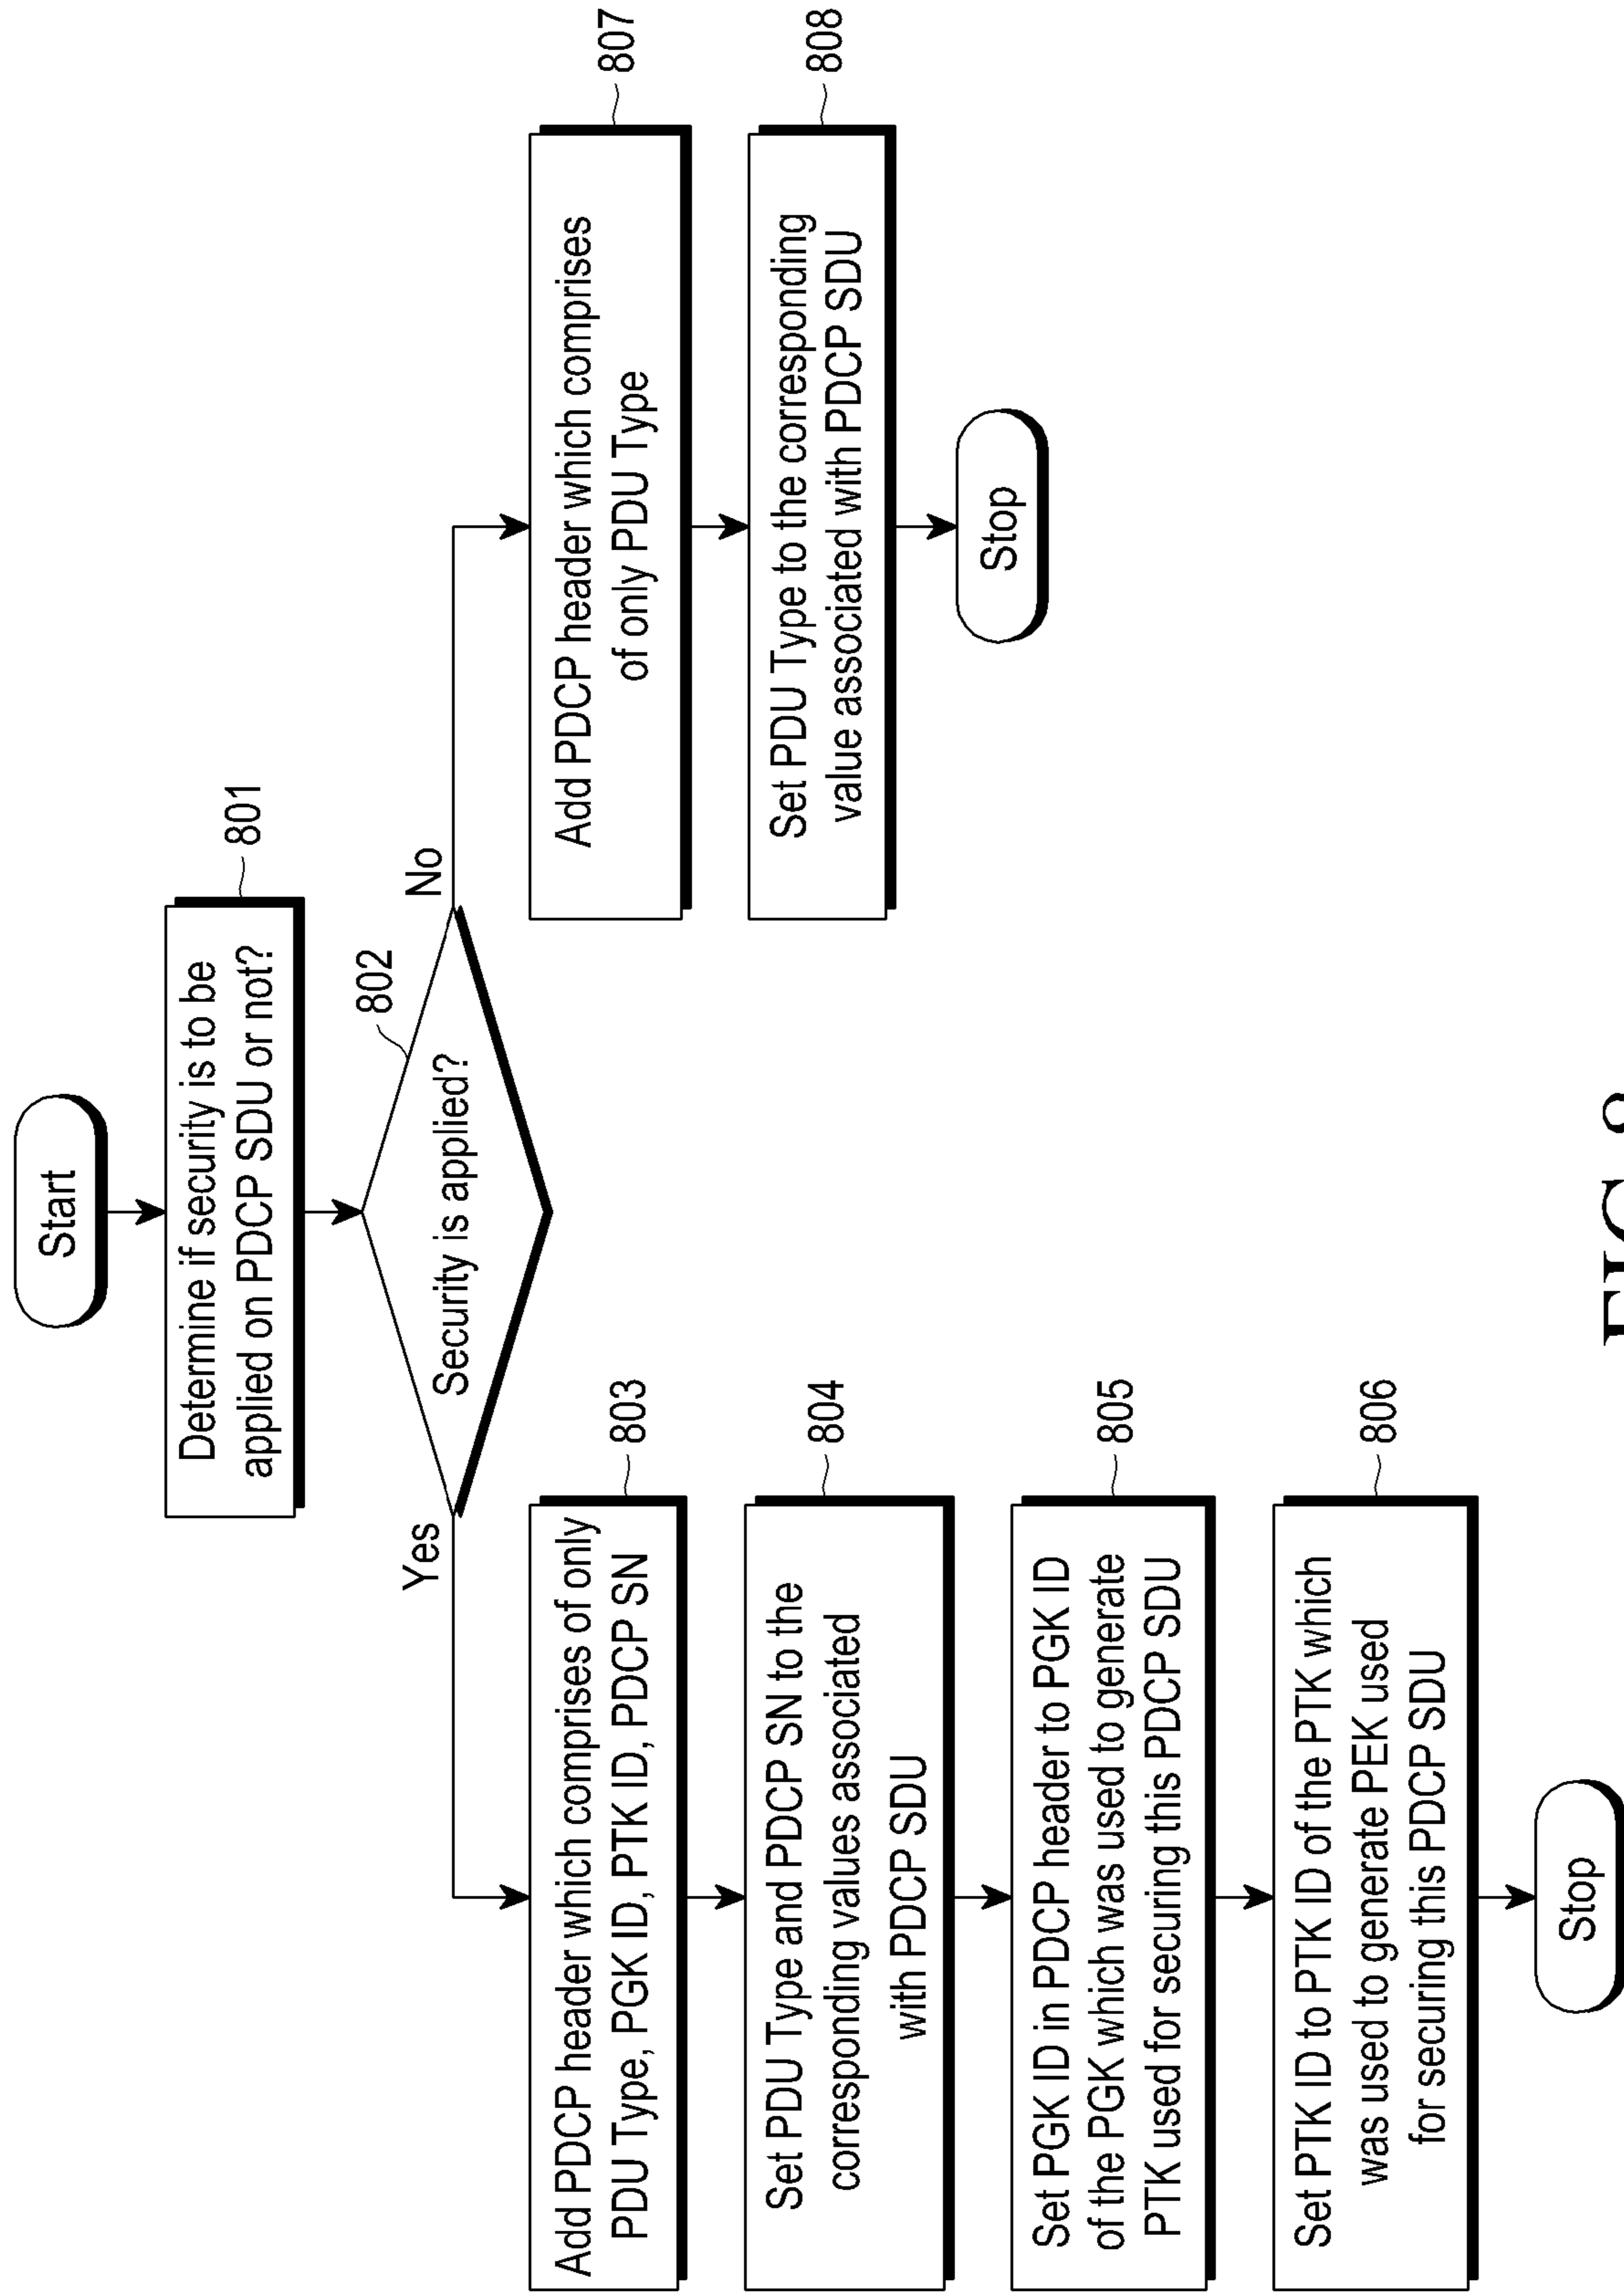 Start
Determine if security is to be
applied on PDCP SDU or not?
801
Security is applied?
802
Yes
No
Add PDCP header which comprises of only
PDU Type, PGK ID, PTK ID, PDCP SN
803
Set PDU Type and PDCP SN to the
corresponding values associated
with PDCP SDU
804
Set PGK ID in PDCP header to PGK ID
of the PGK which was used to generate
PTK used for securing this PDCP SDU
805
Set PTK ID to PTK ID of the PTK which
was used to generate PEK used
for securing this PDCP SDU
806
Stop
Add PDCP header which comprises
of only PDU Type
807
Set PDU Type to the corresponding
value associated with PDCP SDU
808
Stop